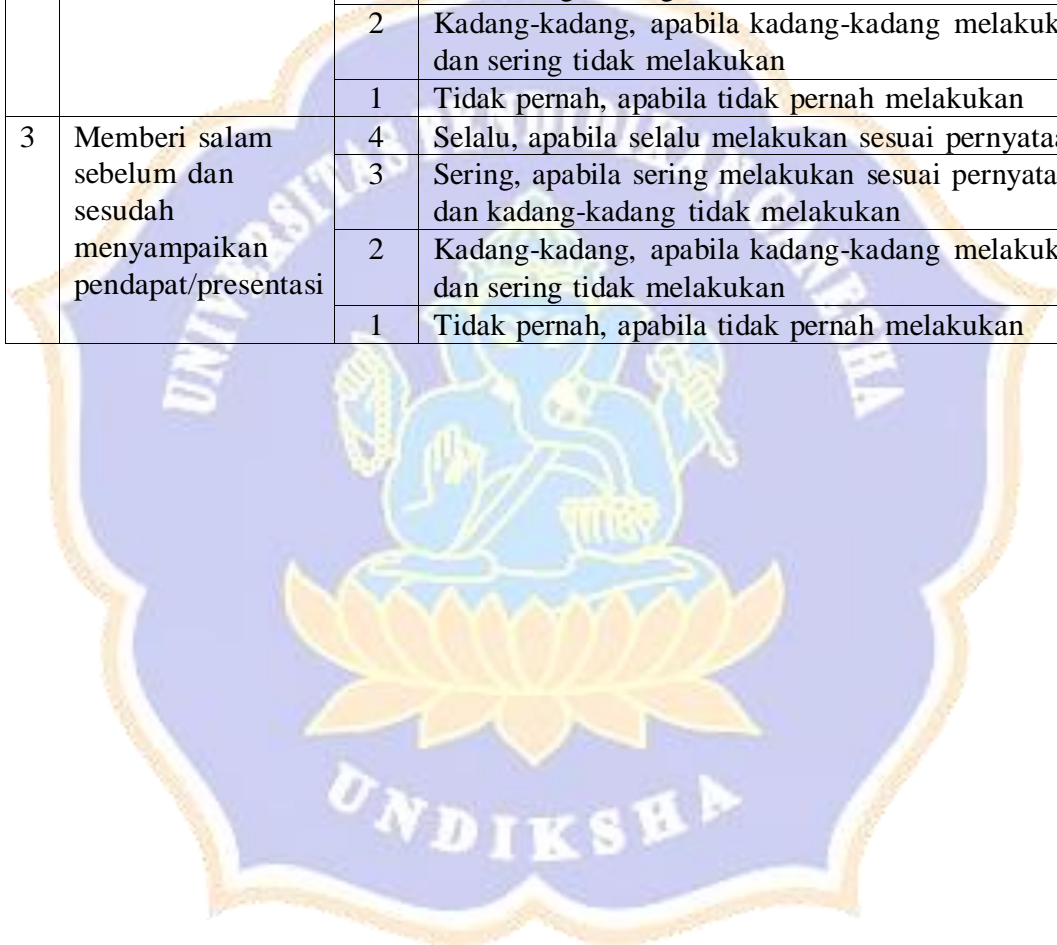 2 Kadang-kadang, apabila kadang-kadang melakuk
dan sering tidak melakukan
1 Tidak pernah, apabila tidak pernah melakukan
3 Memberi salam 4 Selalu, apabila selalu melakukan sesuai pernyataa
sebelum dan 3 Sering, apabila sering melakukan sesuai pernyata
sesudah dan kadang-kadang tidak melakukan
menyampaikan 2 Kadang-kadang, apabila kadang-kadang melakuk
pendapat/presentasi dan sering tidak melakukan
1 Tidak pernah, apabila tidak pernah melakukan
UNIVERSITAS PENDIDIKAN GANESHA
UNDIKSHA